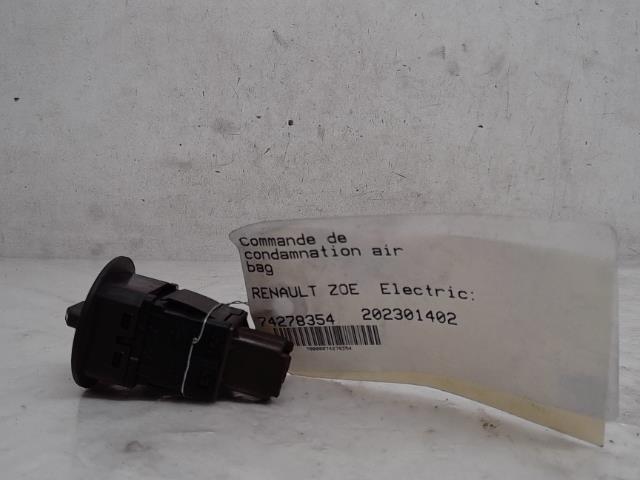 Commande de
condamnation air
bag
RENAULT ZOE Electric:
74278354 202301402